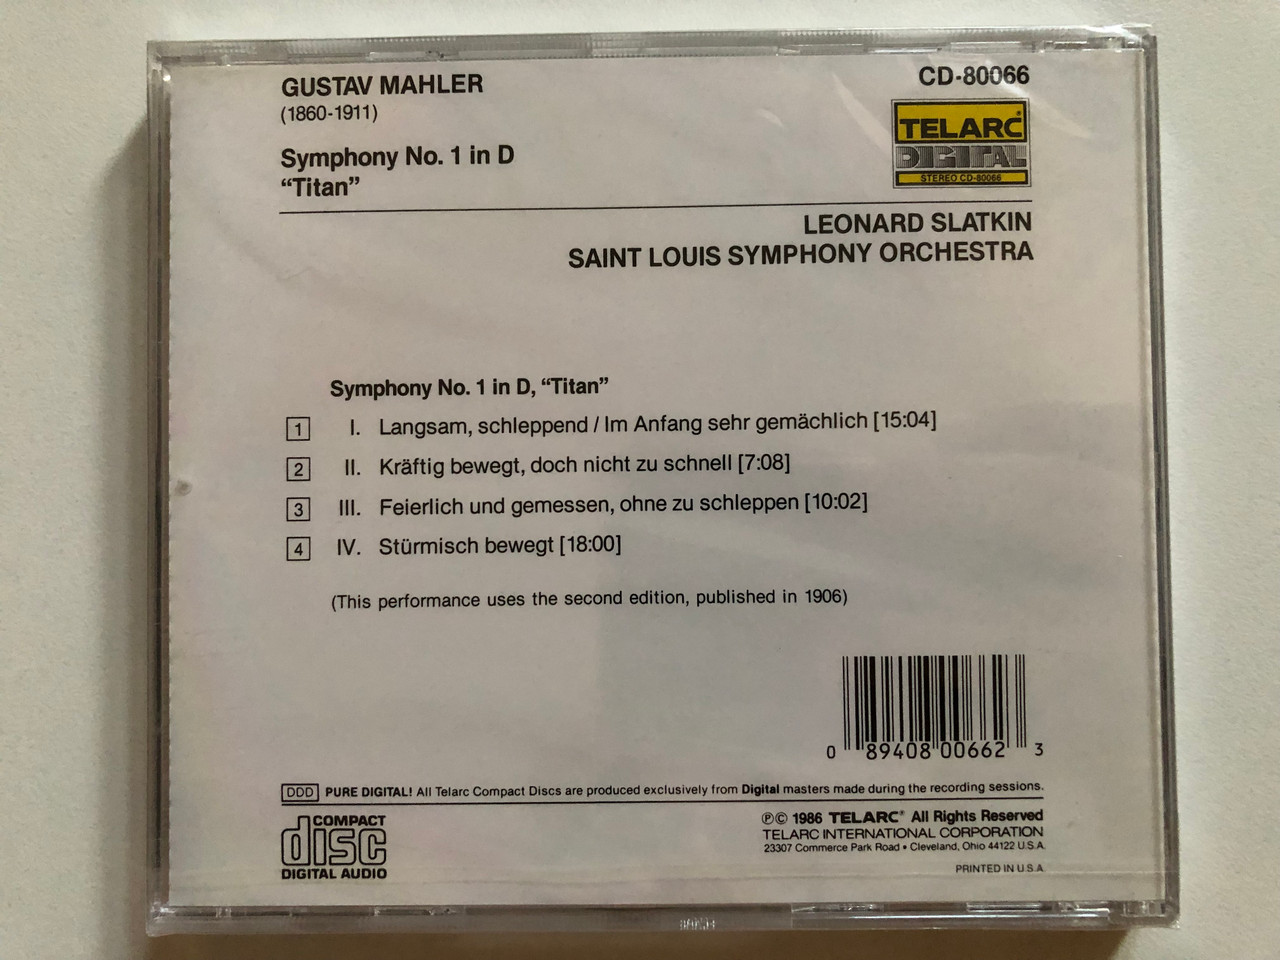 GUSTAV MAHLER
(1860-1911)
Symphony No. 1 in D
“Titan”
CD-80066
TELARC®
DIGITAL
STEREO CD-80066
LEONARD SLATKIN
SAINT LOUIS SYMPHONY ORCHESTRA
Symphony No. 1 in D, “Titan”
1 I. Langsam, schleppend / Im Anfang sehr gemächlich [15:04]
2 II. Kräftig bewegt, doch nicht zu schnell [7:08]
3 III. Feierlich und gemessen, ohne zu schleppen [10:02]
4 IV. Stürmisch bewegt [18:00]
(This performance uses the second edition, published in 1906)
0 89408 00662 3
DDD PURE DIGITAL! All Telarc Compact Discs are produced exclusively from Digital masters made during the recording sessions.
COMPACT
disc
DIGITAL AUDIO
℗© 1986 TELARC® All Rights Reserved
TELARC INTERNATIONAL CORPORATION
23307 Commerce Park Road • Cleveland, Ohio 44122 U.S.A.
PRINTED IN U.S.A.